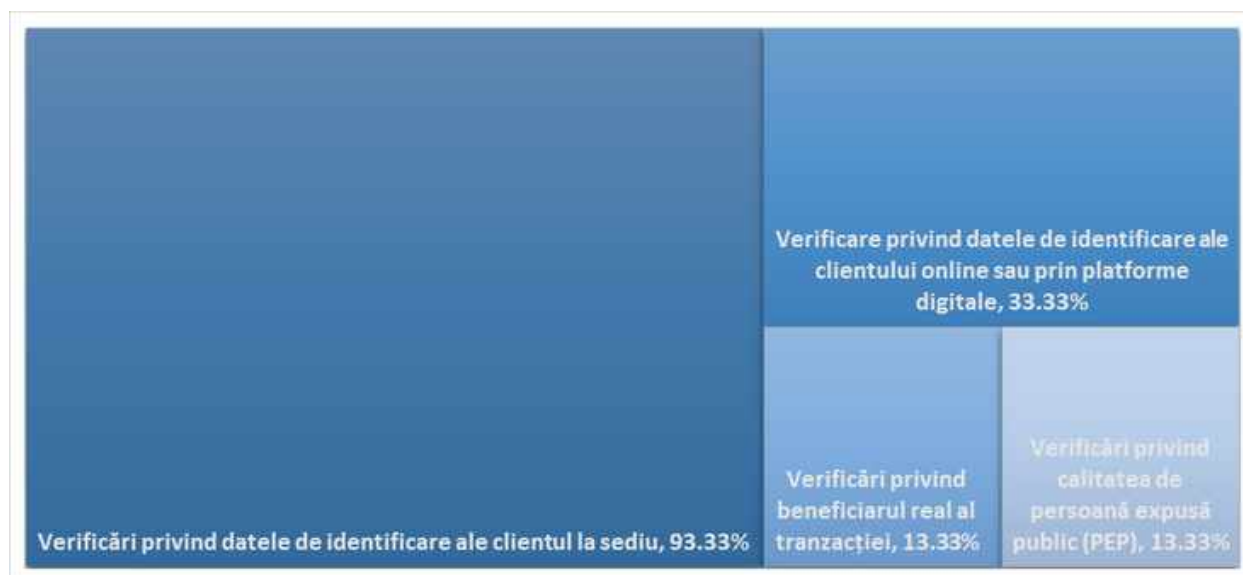 Verificări privind datele de identificare ale clientul la sediu, 93.33%
Verificare privind datele de identificare ale
clientului online sau prin platforme
digitale, 33.33%
Verificări privind
beneficiarul real al
tranzacției, 13.33%
Verificări privind
calitatea de
persoană expusă
public (PEP), 13.33%